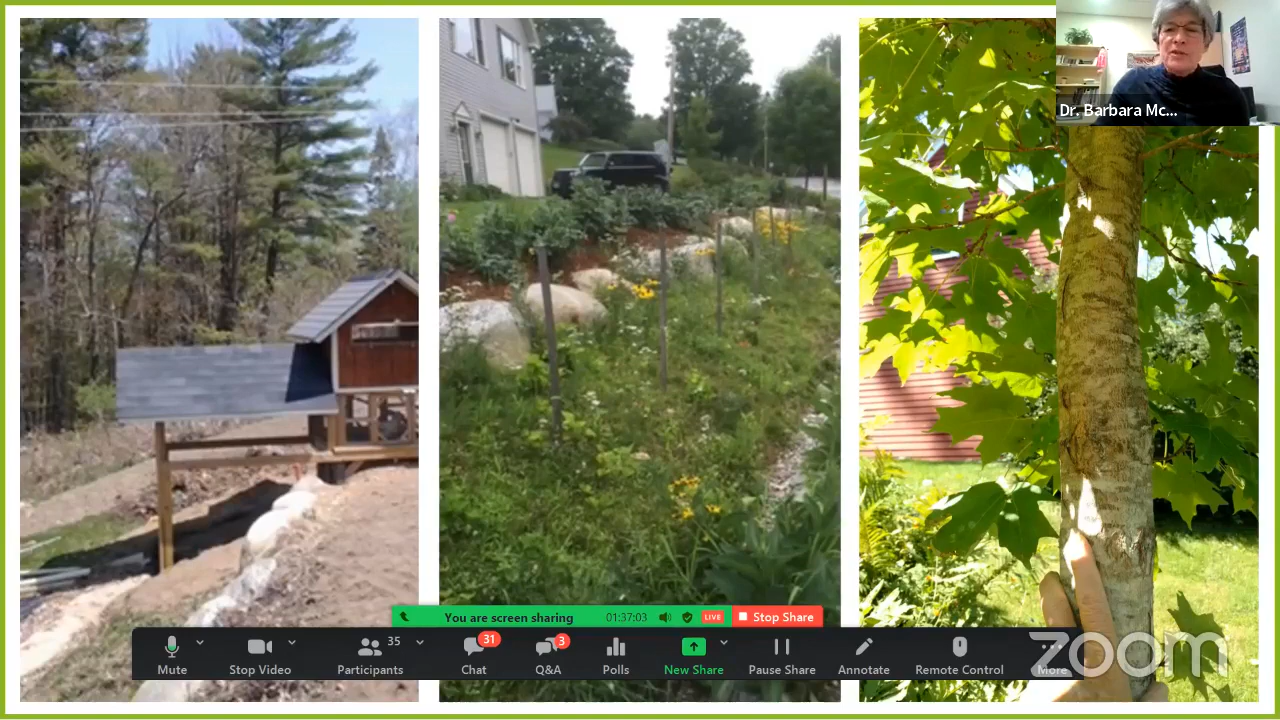 Dr. Barbara Mc...
You are screen sharing
01:37:03
LIVE
Stop Share
35
31
3
Mute
Stop Video
Participants
Chat
Q&A
Polls
New Share
Pause Share
Annotate
Remote Control
More
zoom